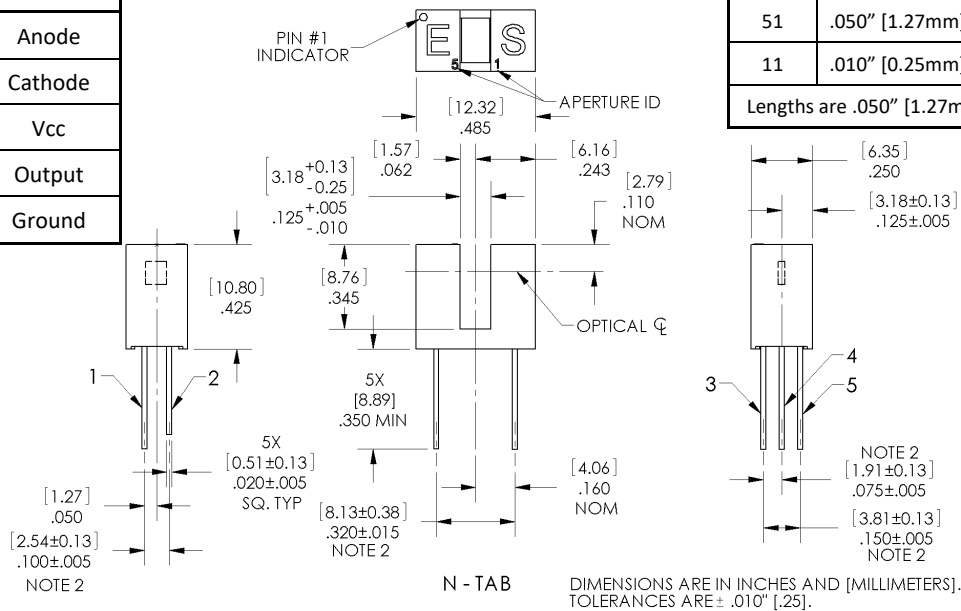 Anode
Cathode
Vcc
Output
Ground
51 .050” [1.27mm]
11 .010” [0.25mm]
Lengths are .050” [1.27m
PIN #1
INDICATOR
E S
5 1
APERTURE ID
[12.32]
.485
[1.57]
.062
[6.16]
.243
[3.18 +0.13 -0.25]
.125 +.005 -.010
[2.79]
.110
NOM
[6.35]
.250
[3.18±0.13]
.125±.005
[10.80]
.425
[8.76]
.345
OPTICAL ℄
1
2
5X
[8.89]
.350 MIN
3
4
5
5X
[0.51±0.13]
.020±.005
SQ. TYP
[1.27]
.050
[2.54±0.13]
.100±.005
NOTE 2
[8.13±0.38]
.320±.015
NOTE 2
[4.06]
.160
NOM
NOTE 2
[1.91±0.13]
.075±.005
[3.81±0.13]
.150±.005
NOTE 2
N - TAB
DIMENSIONS ARE IN INCHES AND [MILLIMETERS].
TOLERANCES ARE ± .010" [.25].